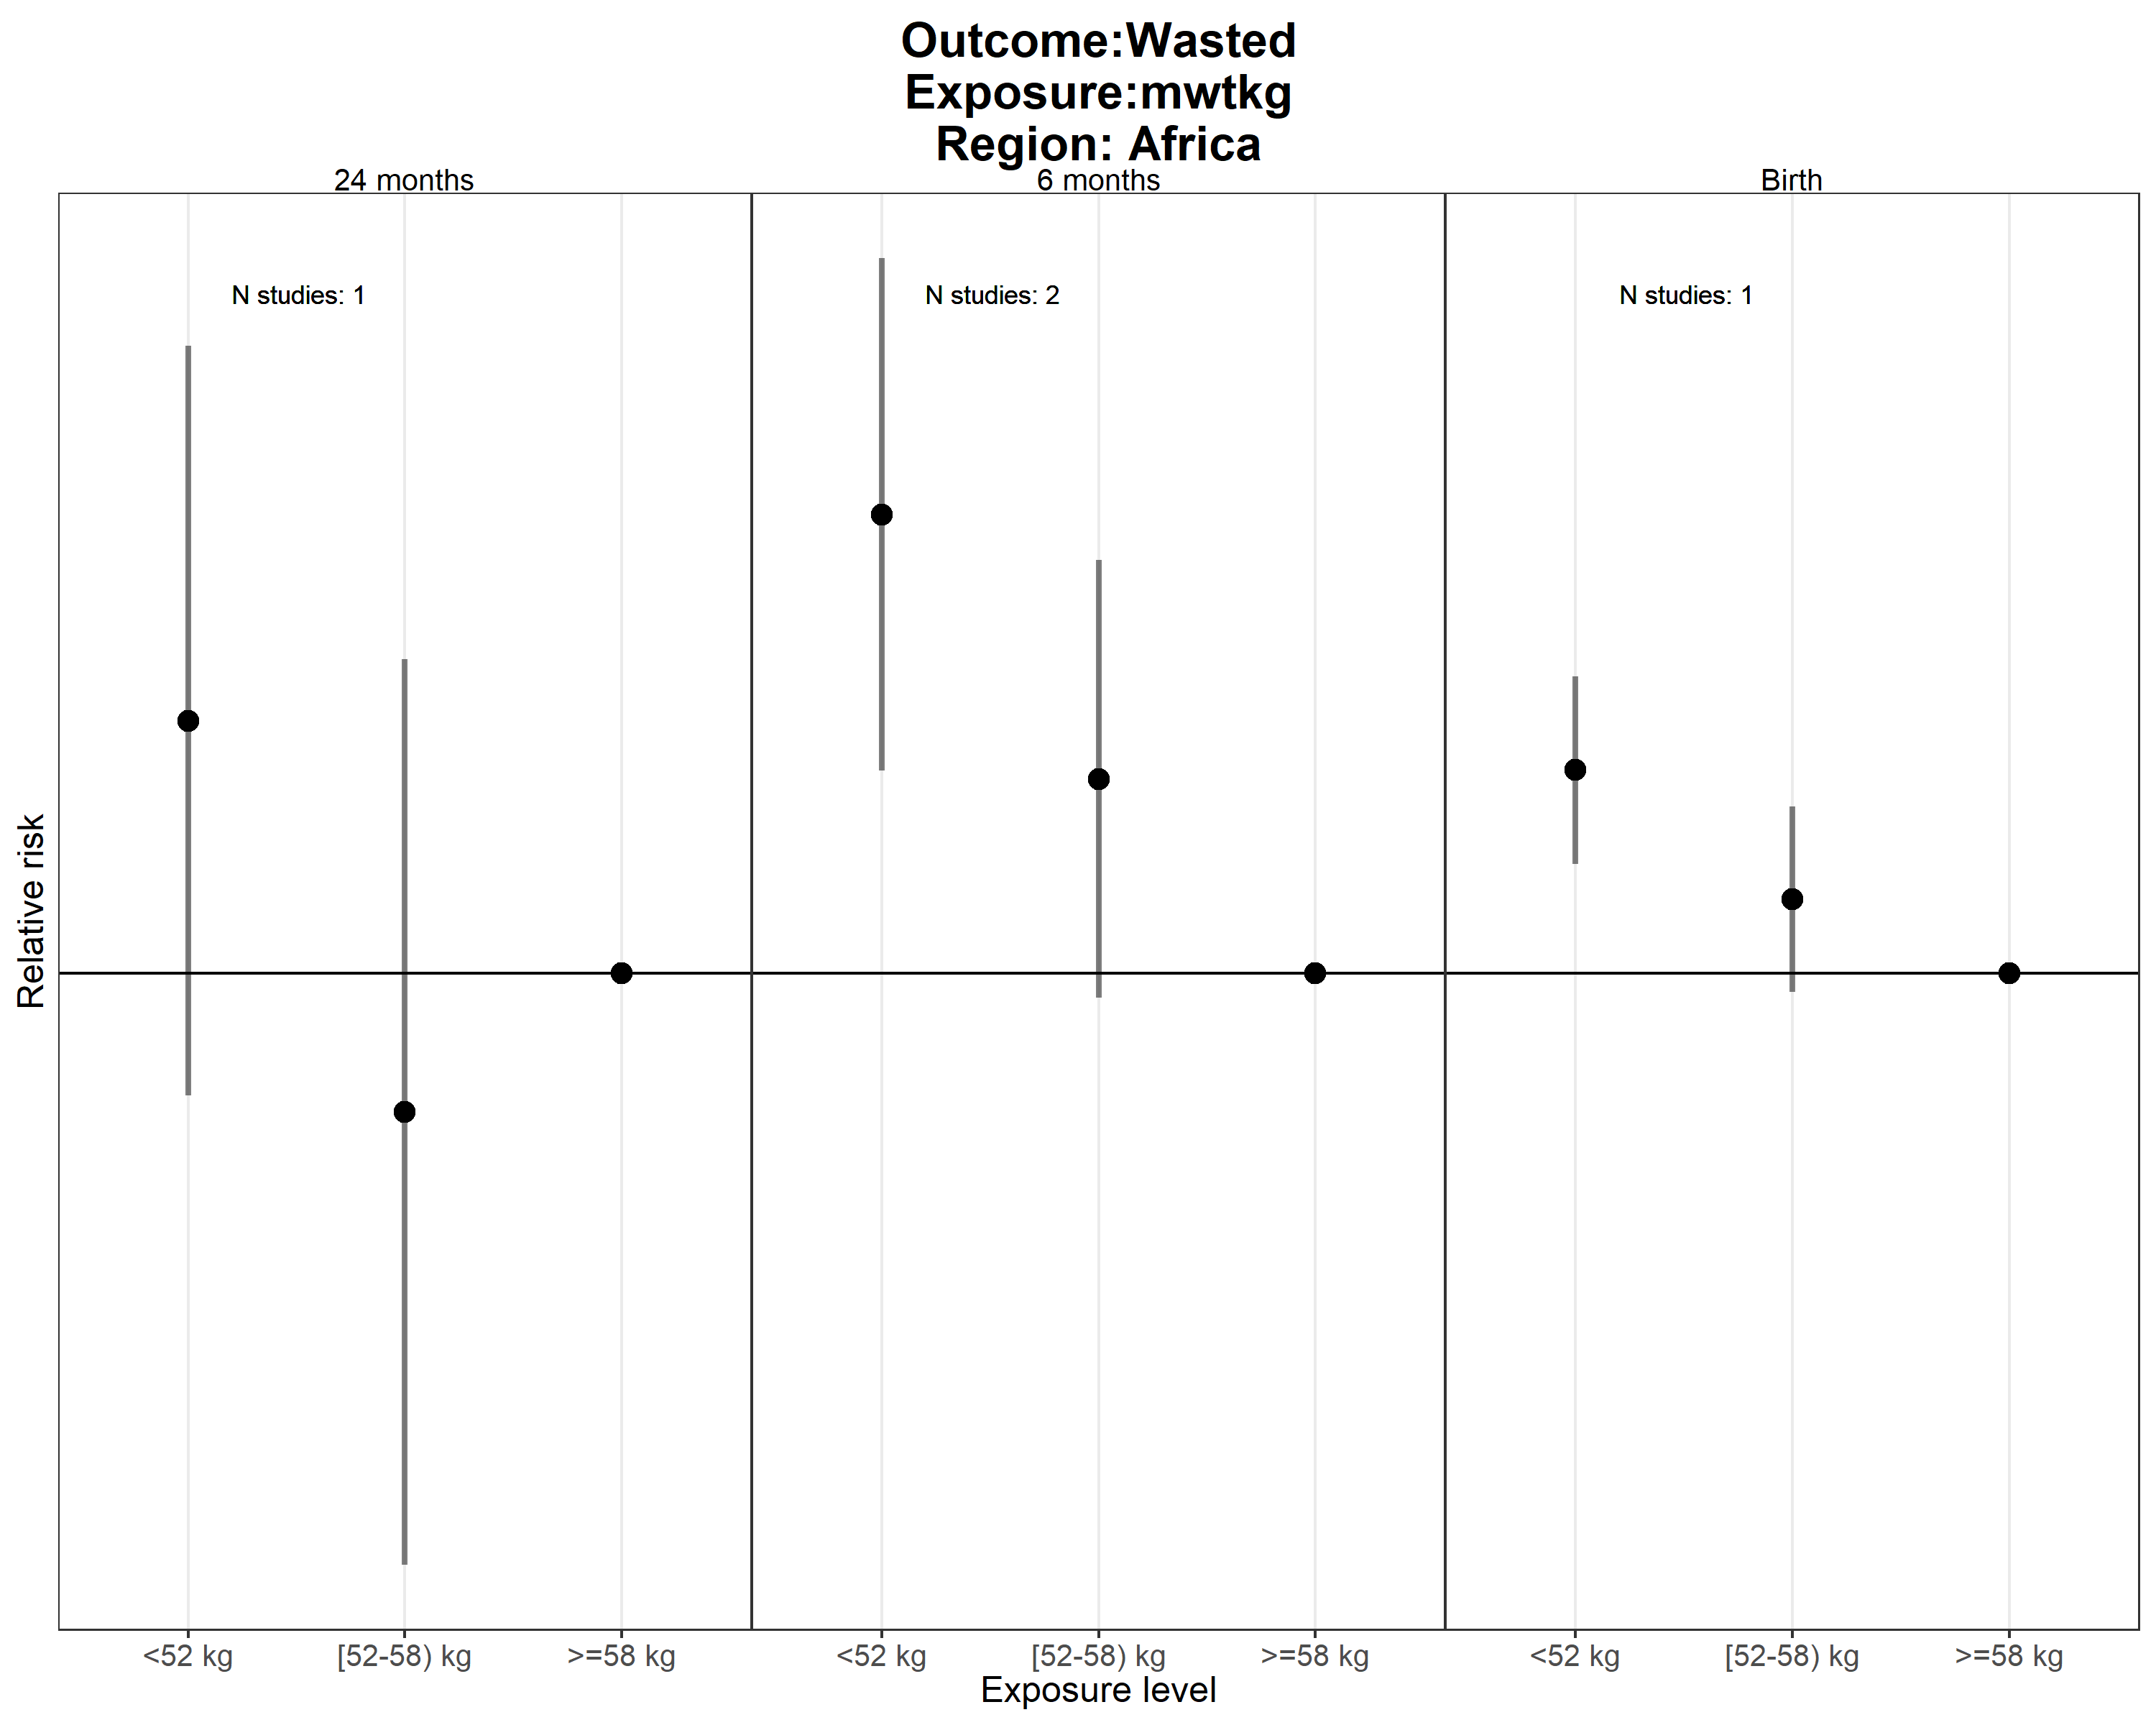 Outcome:Wasted
Exposure:mwtkg
Region: Africa
24 months
6 months
Birth
N studies: 1
N studies: 2
N studies: 1
Relative risk
<52 kg
[52-58) kg
>=58 kg
<52 kg
[52-58) kg
>=58 kg
<52 kg
[52-58) kg
>=58 kg
Exposure level